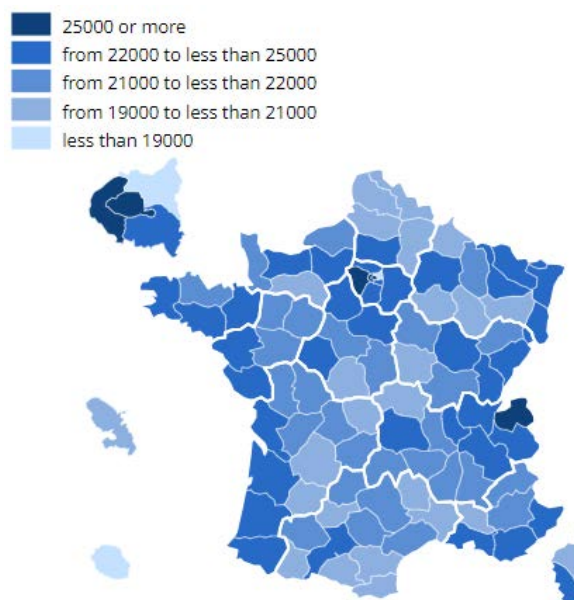 25000 or more
from 22000 to less than 25000
from 21000 to less than 22000
from 19000 to less than 21000
less than 19000